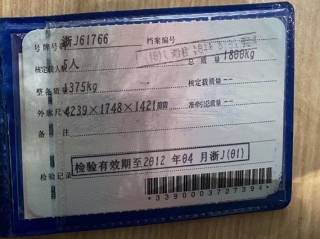 号牌号码 浙J61766 档案编号
核定载人数 5人 总质量 1800kg
整备质量 1375kg 核定载质量 --
外廓尺寸 4239×1748×1421mm 准牵引总质量 --
备注
检验记录 检验有效期至2012年04月浙J(01)
*3390003727394*